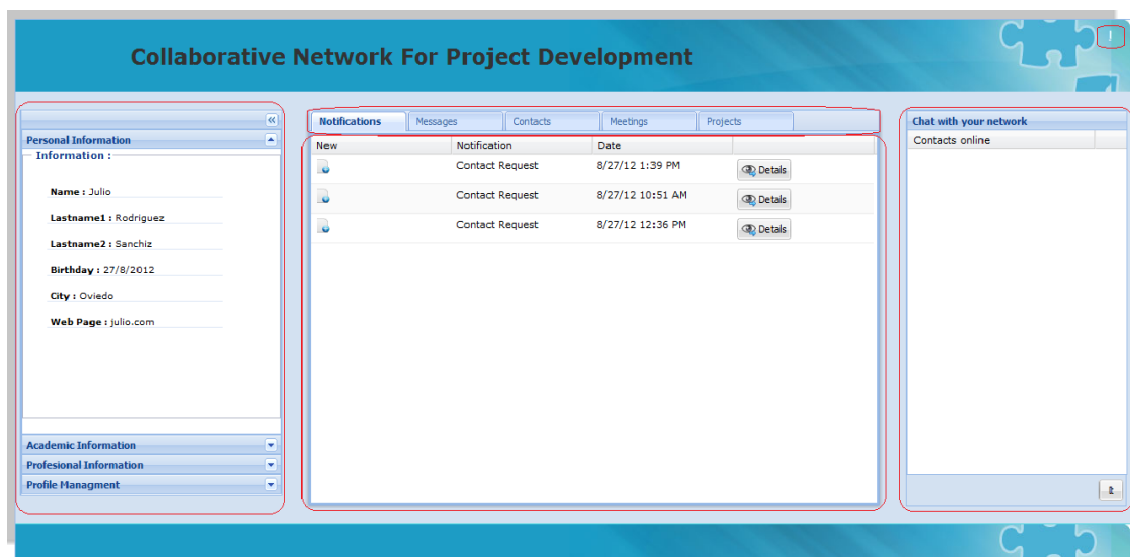 Collaborative Network For Project Development
!
«
Personal Information
Information :
Name : Julio
Lastname1 : Rodriguez
Lastname2 : Sanchiz
Birthday : 27/8/2012
City : Oviedo
Web Page : julio.com
Academic Information
Profesional Information
Profile Managment
Notifications Messages Contacts Meetings Projects
New Notification Date
Contact Request 8/27/12 1:39 PM Details
Contact Request 8/27/12 10:51 AM Details
Contact Request 8/27/12 12:36 PM Details
Chat with your network
Contacts online